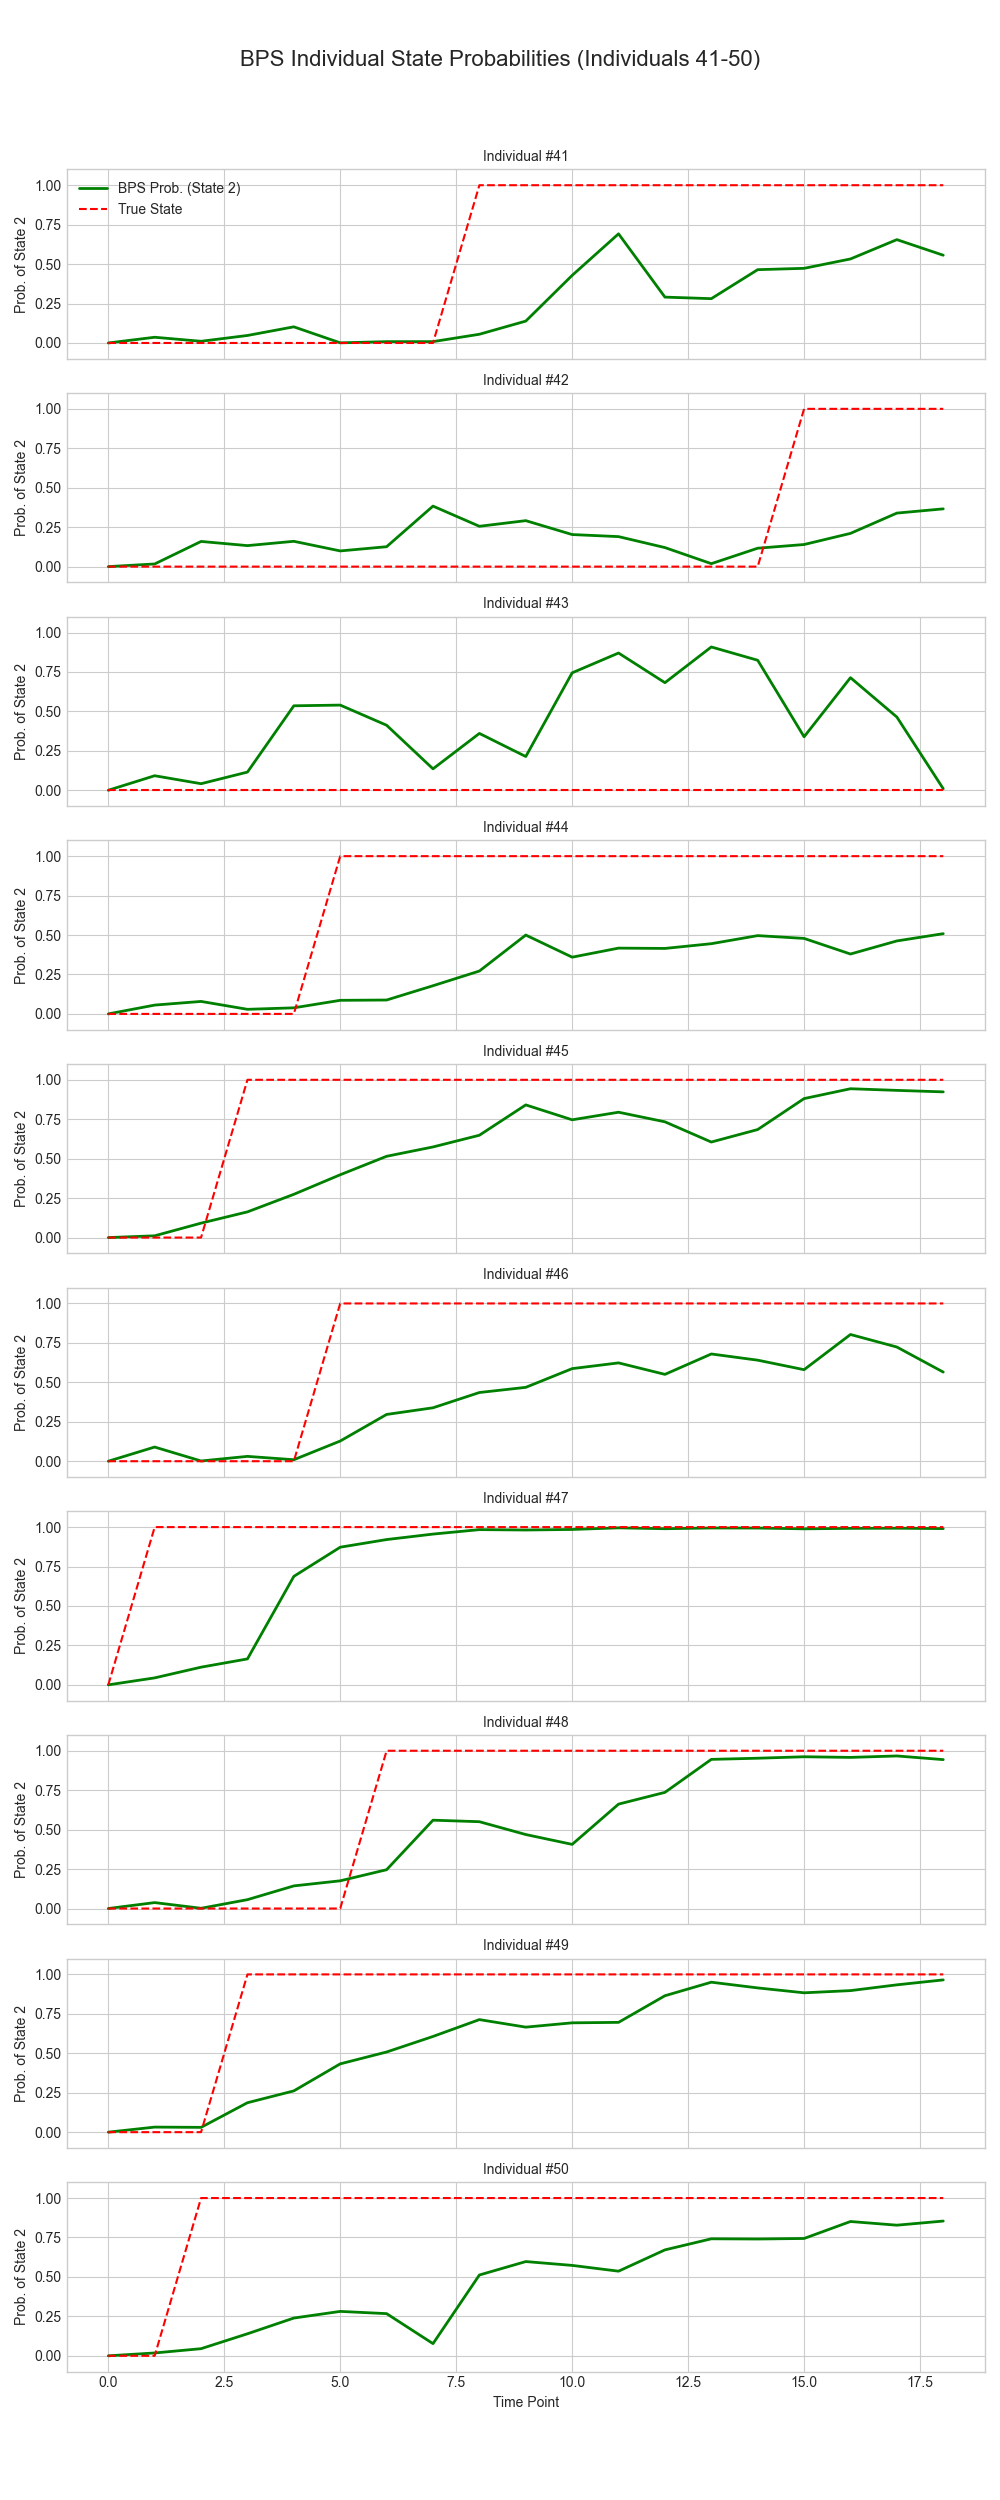 BPS Individual State Probabilities (Individuals 41-50)
Individual #41
BPS Prob. (State 2)
True State
Prob. of State 2
1.00
0.75
0.50
0.25
0.00
Individual #42
Prob. of State 2
1.00
0.75
0.50
0.25
0.00
Individual #43
Prob. of State 2
1.00
0.75
0.50
0.25
0.00
Individual #44
Prob. of State 2
1.00
0.75
0.50
0.25
0.00
Individual #45
Prob. of State 2
1.00
0.75
0.50
0.25
0.00
Individual #46
Prob. of State 2
1.00
0.75
0.50
0.25
0.00
Individual #47
Prob. of State 2
1.00
0.75
0.50
0.25
0.00
Individual #48
Prob. of State 2
1.00
0.75
0.50
0.25
0.00
Individual #49
Prob. of State 2
1.00
0.75
0.50
0.25
0.00
Individual #50
Prob. of State 2
1.00
0.75
0.50
0.25
0.00
0.0 2.5 5.0 7.5 10.0 12.5 15.0 17.5
Time Point